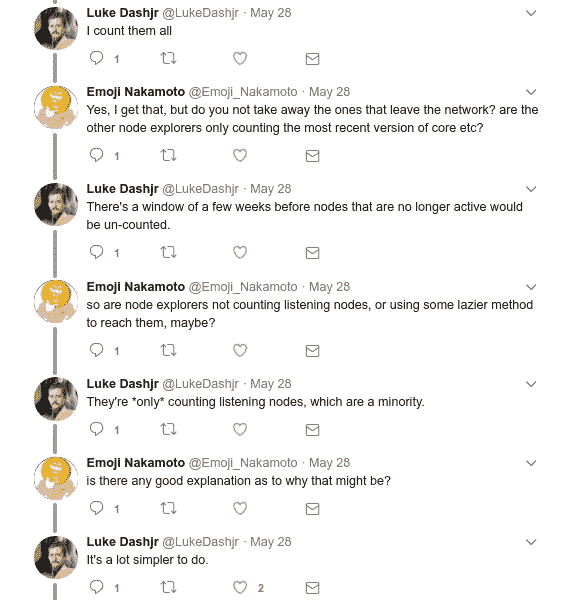 Luke Dashjr @LukeDashjr · May 28
I count them all
1
Emoji Nakamoto @Emoji_Nakamoto · May 28
Yes, I get that, but do you not take away the ones that leave the network? are the
other node explorers only counting the most recent version of core etc?
1
Luke Dashjr @LukeDashjr · May 28
There's a window of a few weeks before nodes that are no longer active would
be un-counted.
1
Emoji Nakamoto @Emoji_Nakamoto · May 28
so are node explorers not counting listening nodes, or using some lazier method
to reach them, maybe?
1
Luke Dashjr @LukeDashjr · May 28
They're *only* counting listening nodes, which are a minority.
1
Emoji Nakamoto @Emoji_Nakamoto · May 28
is there any good explanation as to why that might be?
1
Luke Dashjr @LukeDashjr · May 28
It's a lot simpler to do.
1 2